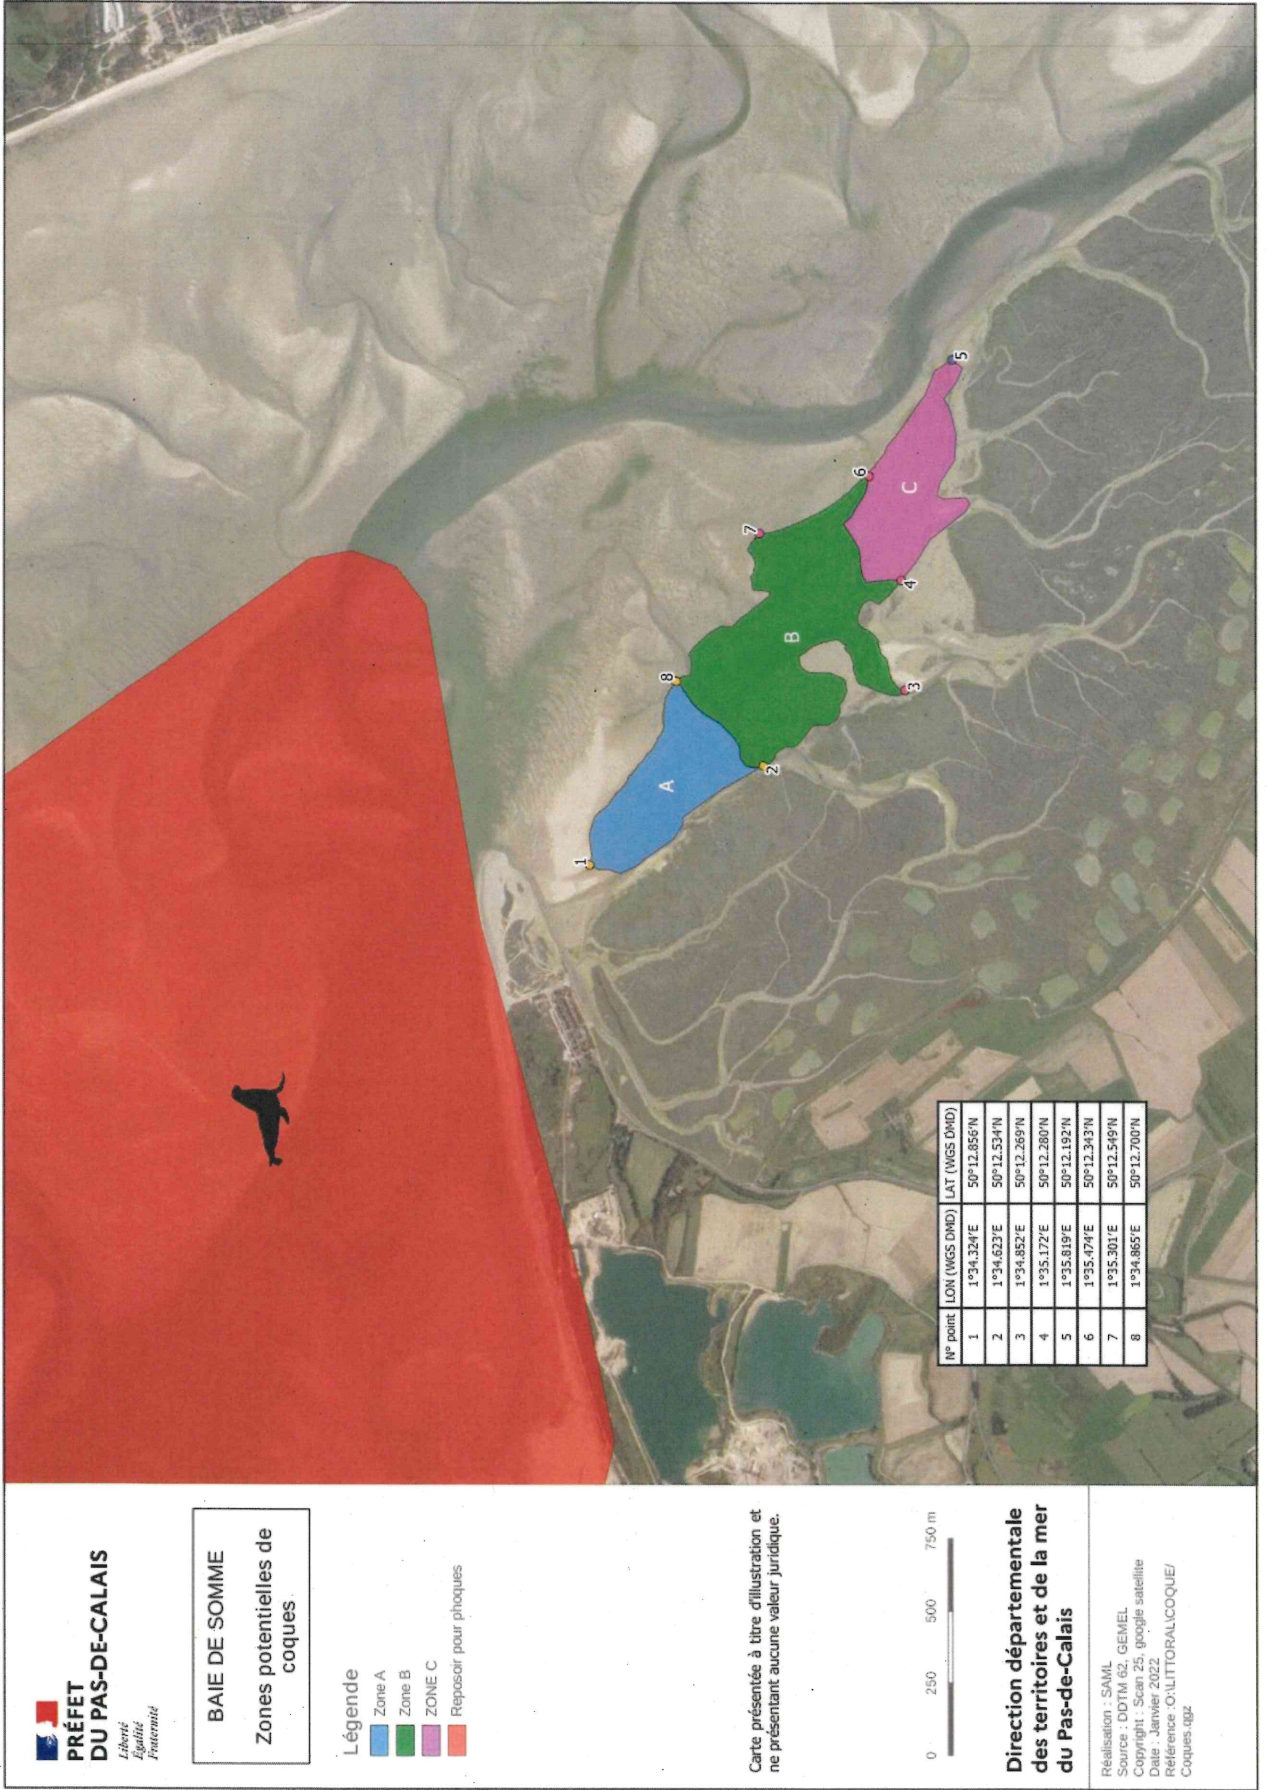 PRÉFET
DU PAS-DE-CALAIS
Liberté
Égalité
Fraternité
BAIE DE SOMME
Zones potentielles de
coques
Légende
Zone A
Zone B
ZONE C
Reposoir pour phoques
Carte présentée à titre d'illustration et
ne présentant aucune valeur juridique.
0 250 500 750 m
Direction départementale
des territoires et de la mer
du Pas-de-Calais
Réalisation : SAML
Source : DDTM 62, GEMEL
Copyright : Scan 25, google satellite
Date : Janvier 2022
Référence :O:\LITTORAL\COQUE/
Coques.qgz
1
A
2
8
B
3
7
4
6
C
5
N° point LON (WGS DMD) LAT (WGS DMD)
1 1°34.324'E 50°12.856'N
2 1°34.623'E 50°12.534'N
3 1°34.852'E 50°12.269'N
4 1°35.172'E 50°12.280'N
5 1°35.819'E 50°12.192'N
6 1°35.474'E 50°12.343'N
7 1°35.301'E 50°12.549'N
8 1°34.865'E 50°12.700'N